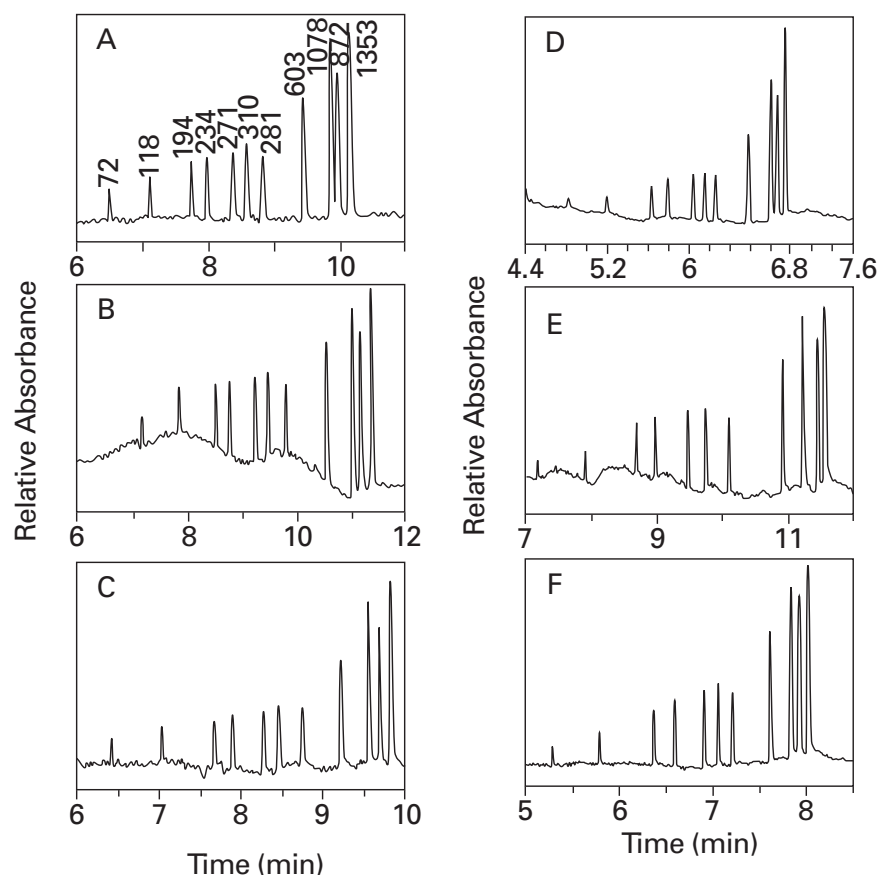 A
72
118
194
234
271
310
281
603
1078
872
1353
6 8 10
B
6 8 10 12
C
6 7 8 9 10
Time (min)
Relative Absorbance
D
4.4 5.2 6 6.8 7.6
E
7 9 11
F
5 6 7 8
Time (min)
Relative Absorbance